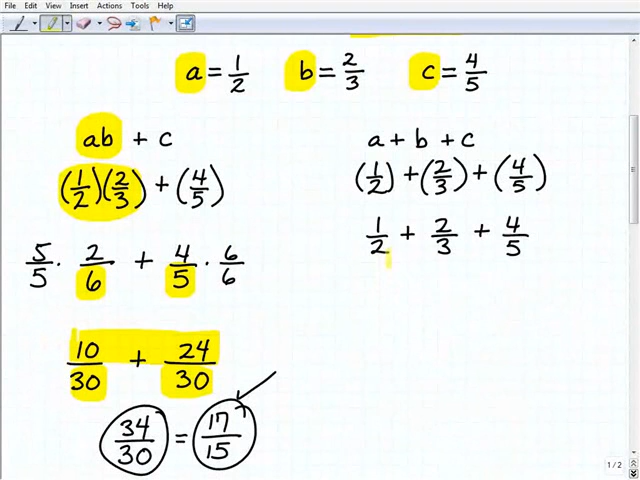 File Edit View Insert Actions Tools Help
a = 1/2 b = 2/3 c = 4/5
ab + c
(1/2)(2/3) + (4/5)
5/5 · 2/6 + 4/5 · 6/6
10/30 + 24/30
34/30 = 17/15
a + b + c
(1/2) + (2/3) + (4/5)
1/2 + 2/3 + 4/5
1 / 2